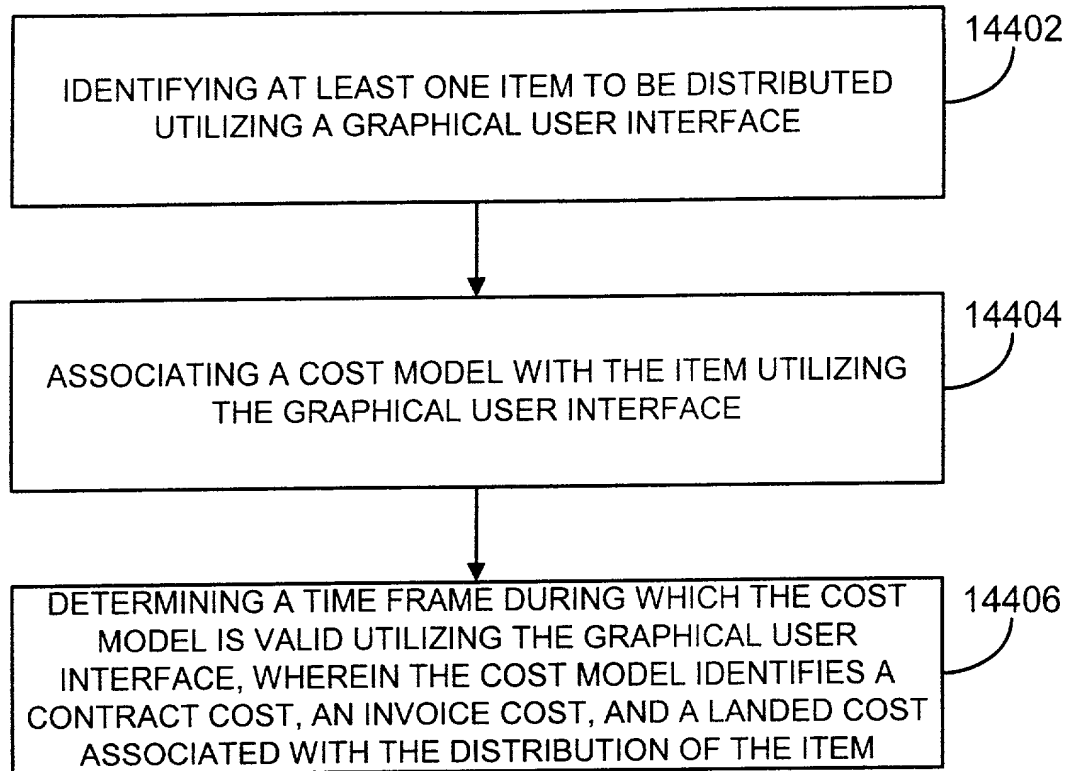 14402
IDENTIFYING AT LEAST ONE ITEM TO BE DISTRIBUTED
UTILIZING A GRAPHICAL USER INTERFACE
14404
ASSOCIATING A COST MODEL WITH THE ITEM UTILIZING
THE GRAPHICAL USER INTERFACE
14406
DETERMINING A TIME FRAME DURING WHICH THE COST
MODEL IS VALID UTILIZING THE GRAPHICAL USER
INTERFACE, WHEREIN THE COST MODEL IDENTIFIES A
CONTRACT COST, AN INVOICE COST, AND A LANDED COST
ASSOCIATED WITH THE DISTRIBUTION OF THE ITEM